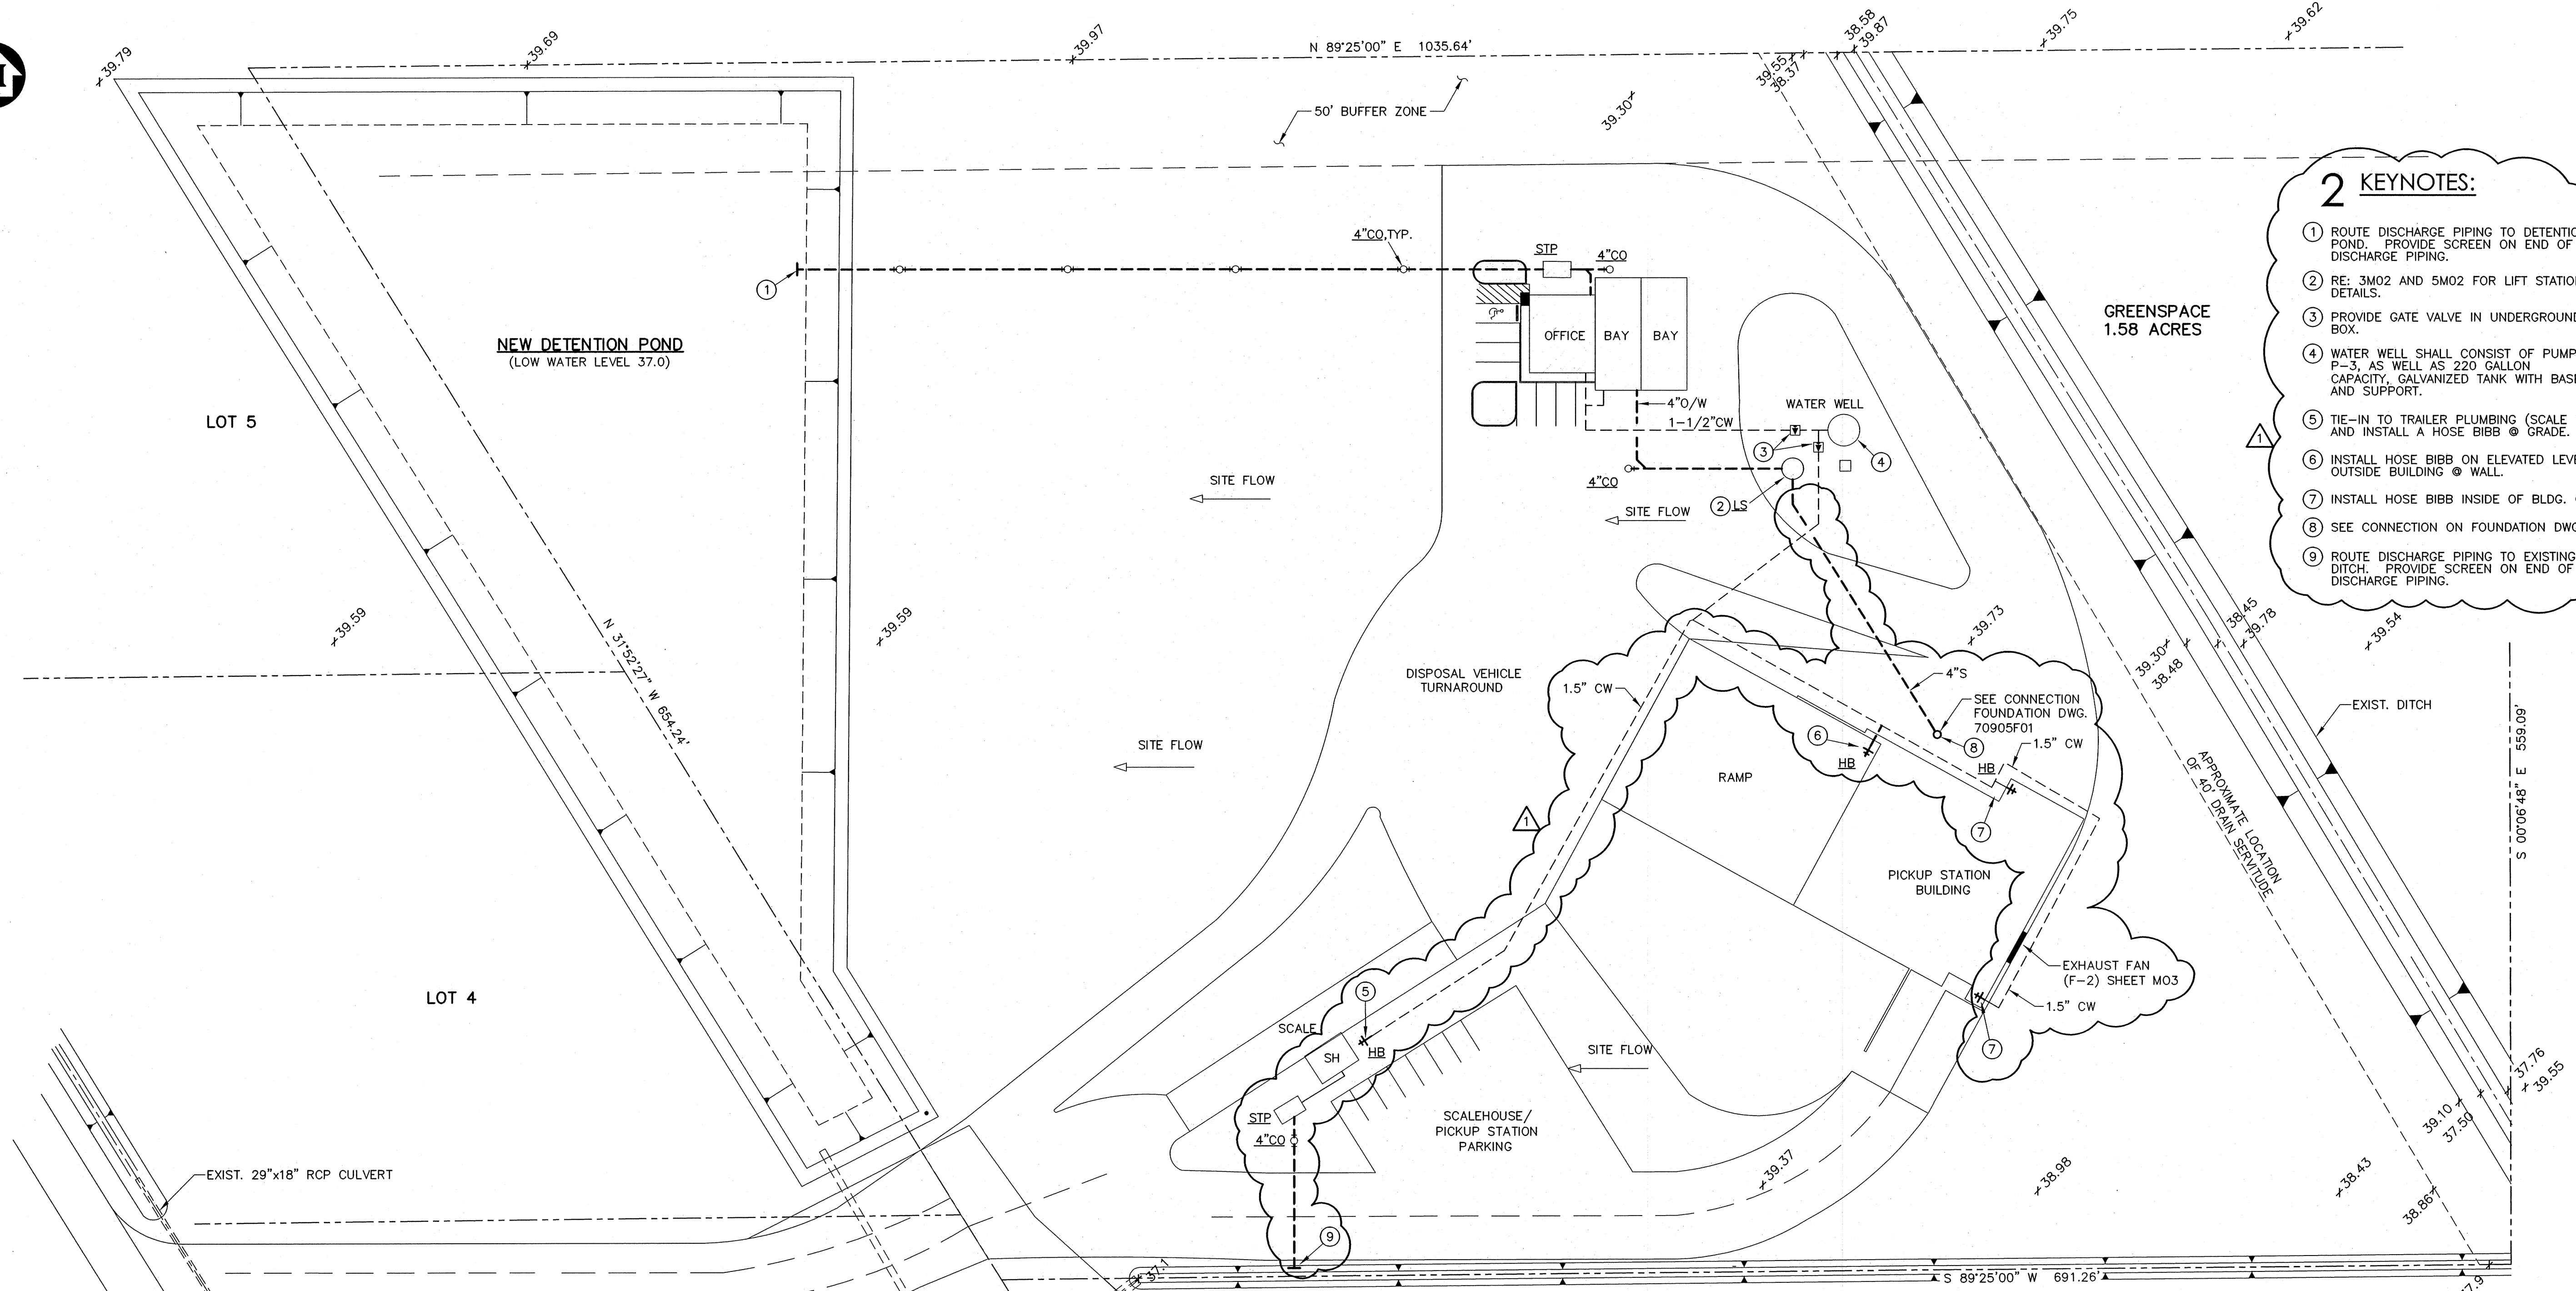 39.79
39.69
39.97
N 89°25'00" E 1035.64'
38.58
39.87
39.75
39.62
39.55
38.37
39.30
50' BUFFER ZONE
2 KEYNOTES:
1 ROUTE DISCHARGE PIPING TO
POND. PROVIDE SCREEN ON END OF
DISCHARGE PIPING.
2 RE: 3M02 AND 5M02 FOR LIFT
DETAILS.
3 PROVIDE GATE VALVE IN
BOX.
4 WATER WELL SHALL CONSIST OF PUMP
P-3, AS WELL AS 220 GALLON
CAPACITY, GALVANIZED TANK WITH
AND SUPPORT.
5 TIE-IN TO TRAILER PLUMBING (SCALE
AND INSTALL A HOSE BIBB @ GRADE.
6 INSTALL HOSE BIBB ON ELEVATED
OUTSIDE BUILDING @ WALL.
7 INSTALL HOSE BIBB INSIDE OF BLDG.
8 SEE CONNECTION ON FOUNDATION
9 ROUTE DISCHARGE PIPING TO EXISTING
DITCH. PROVIDE SCREEN ON END OF
DISCHARGE PIPING.
1
4"CO,TYP.
STP
4"CO
1
OFFICE
BAY
BAY
GREENSPACE
1.58 ACRES
NEW DETENTION POND
(LOW WATER LEVEL 37.0)
LOT 5
4"O/W
1-1/2"CW
WATER WELL
3
4
4"CO
2 LS
SITE FLOW
SITE FLOW
39.59
39.59
N 31°52'27" W 654.24'
39.73
38.45
39.78
39.54
39.30
38.48
DISPOSAL VEHICLE
TURNAROUND
1.5" CW
4"S
SEE CONNECTION
FOUNDATION DWG.
70905F01
8
1.5" CW
6
HB
HB
7
RAMP
EXIST. DITCH
S 00°06'48" E 559.09'
SITE FLOW
APPROXIMATE LOCATION
OF 40' DRAIN SERVITUDE
1
PICKUP STATION
BUILDING
EXHAUST FAN
(F-2) SHEET M03
1.5" CW
7
LOT 4
5
SCALE
SH
HB
SITE FLOW
STP
4"CO
SCALEHOUSE/
PICKUP STATION
PARKING
37.76
39.55
39.10
37.50
EXIST. 29"x18" RCP CULVERT
39.37
38.98
38.43
38.86
9
37.1
S 89°25'00" W 691.26'